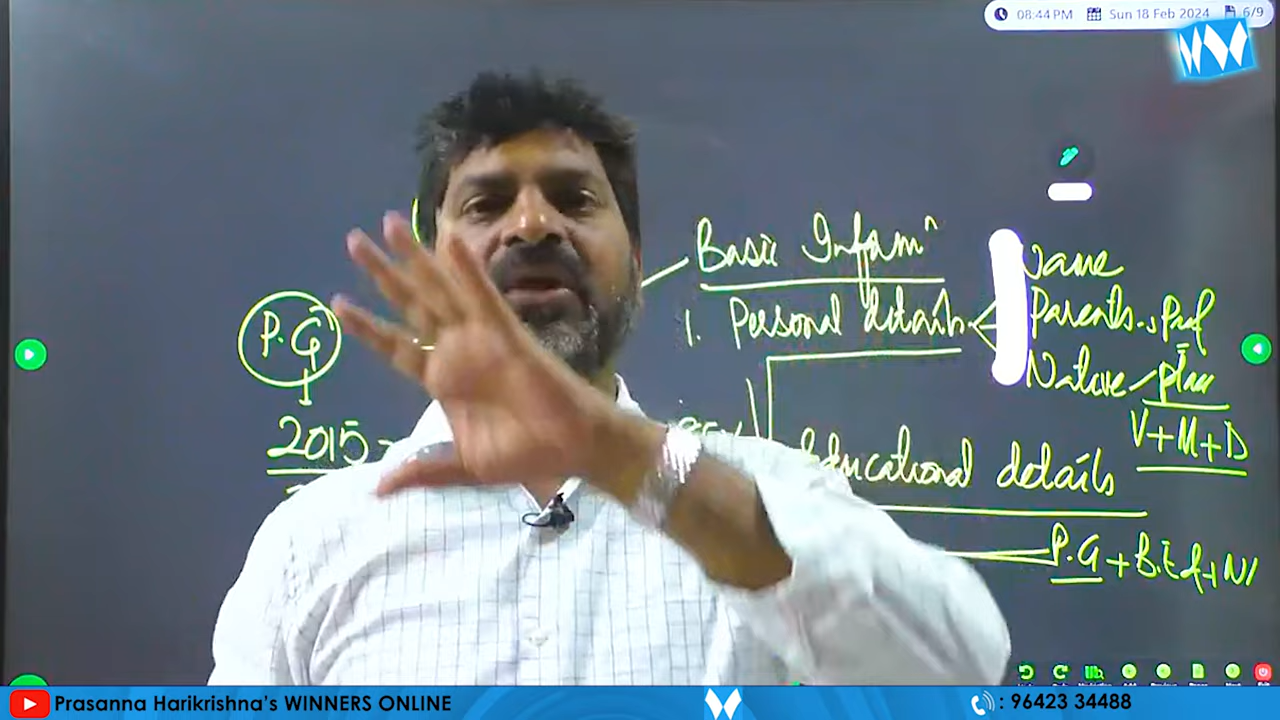 08:44 PM Sun 18 Feb 2024 6/9
W
Basic Inform^n
1. Personal details
Name
Parents → Prof
Native – place
V+M+D
P.G
2015 -
Educational details
P.G + B.Ed +
Prasanna Harikrishna's WINNERS ONLINE
W
: 96423 34488